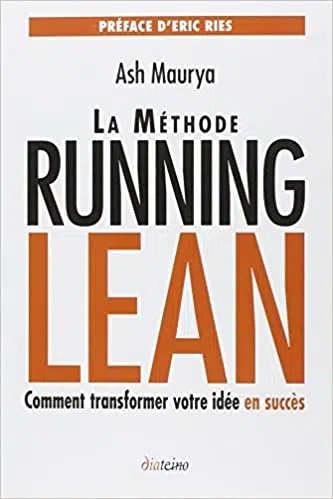 PRÉFACE D'ERIC RIES
Ash Maurya
LA MÉTHODE
RUNNING
LEAN
Comment transformer votre idée en succès
diateino